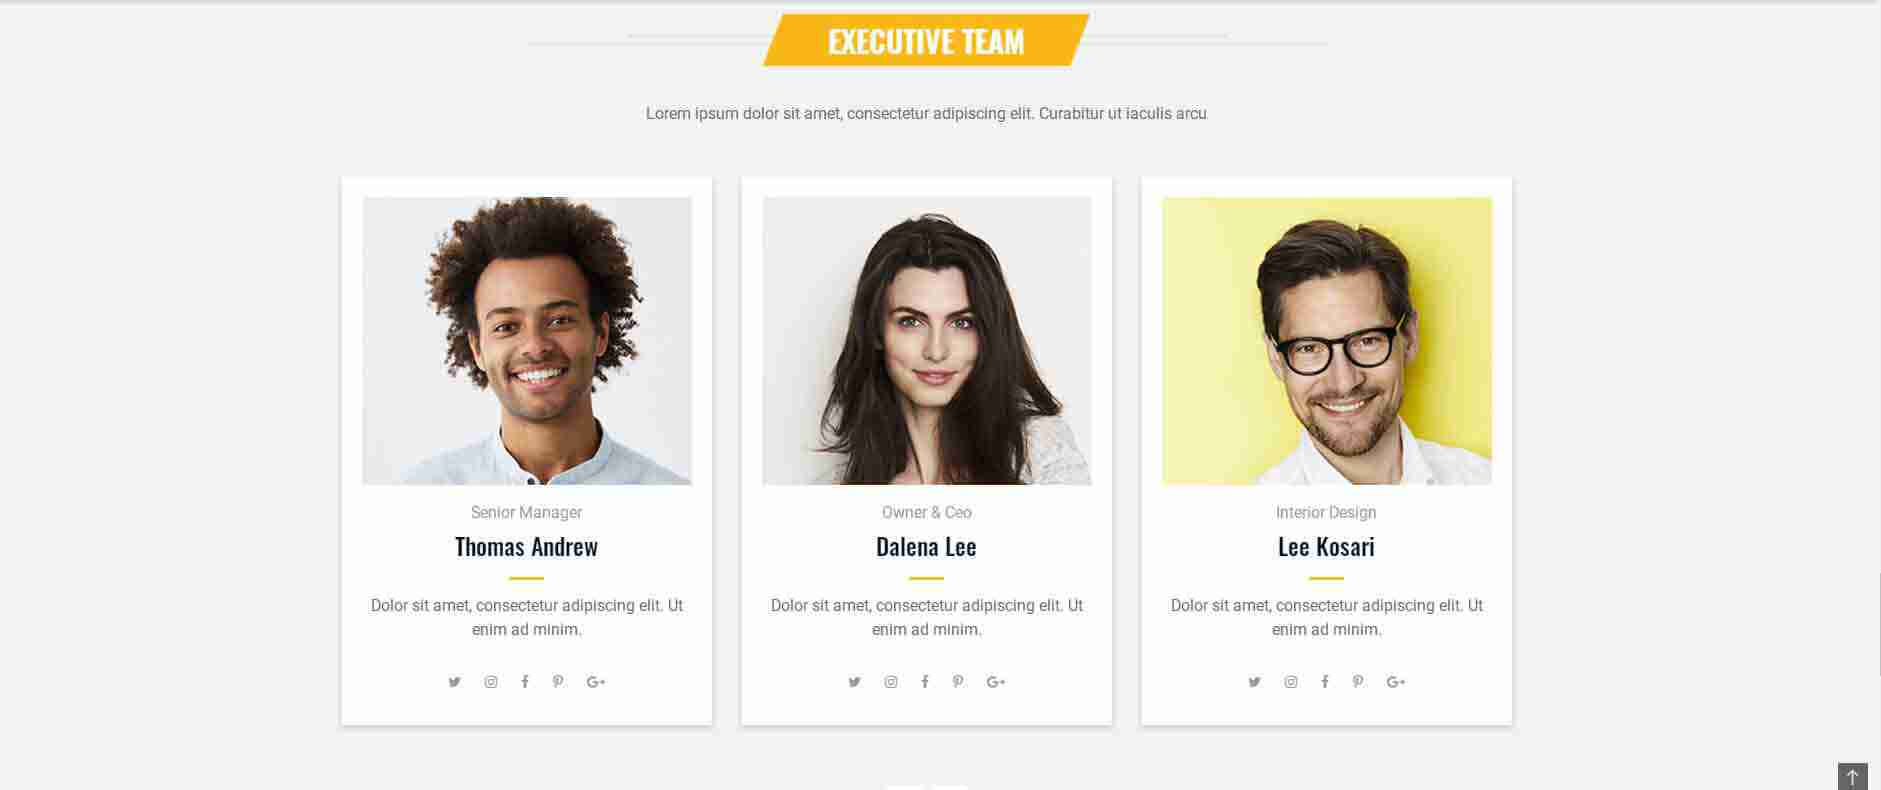 EXECUTIVE TEAM
Lorem ipsum dolor sit amet, consectetur adipiscing elit. Curabitur ut iaculis arcu
Senior Manager
Thomas Andrew
Dolor sit amet, consectetur adipiscing elit. Ut
enim ad minim.
Owner & Ceo
Dalena Lee
Dolor sit amet, consectetur adipiscing elit. Ut
enim ad minim.
Interior Design
Lee Kosari
Dolor sit amet, consectetur adipiscing elit. Ut
enim ad minim.